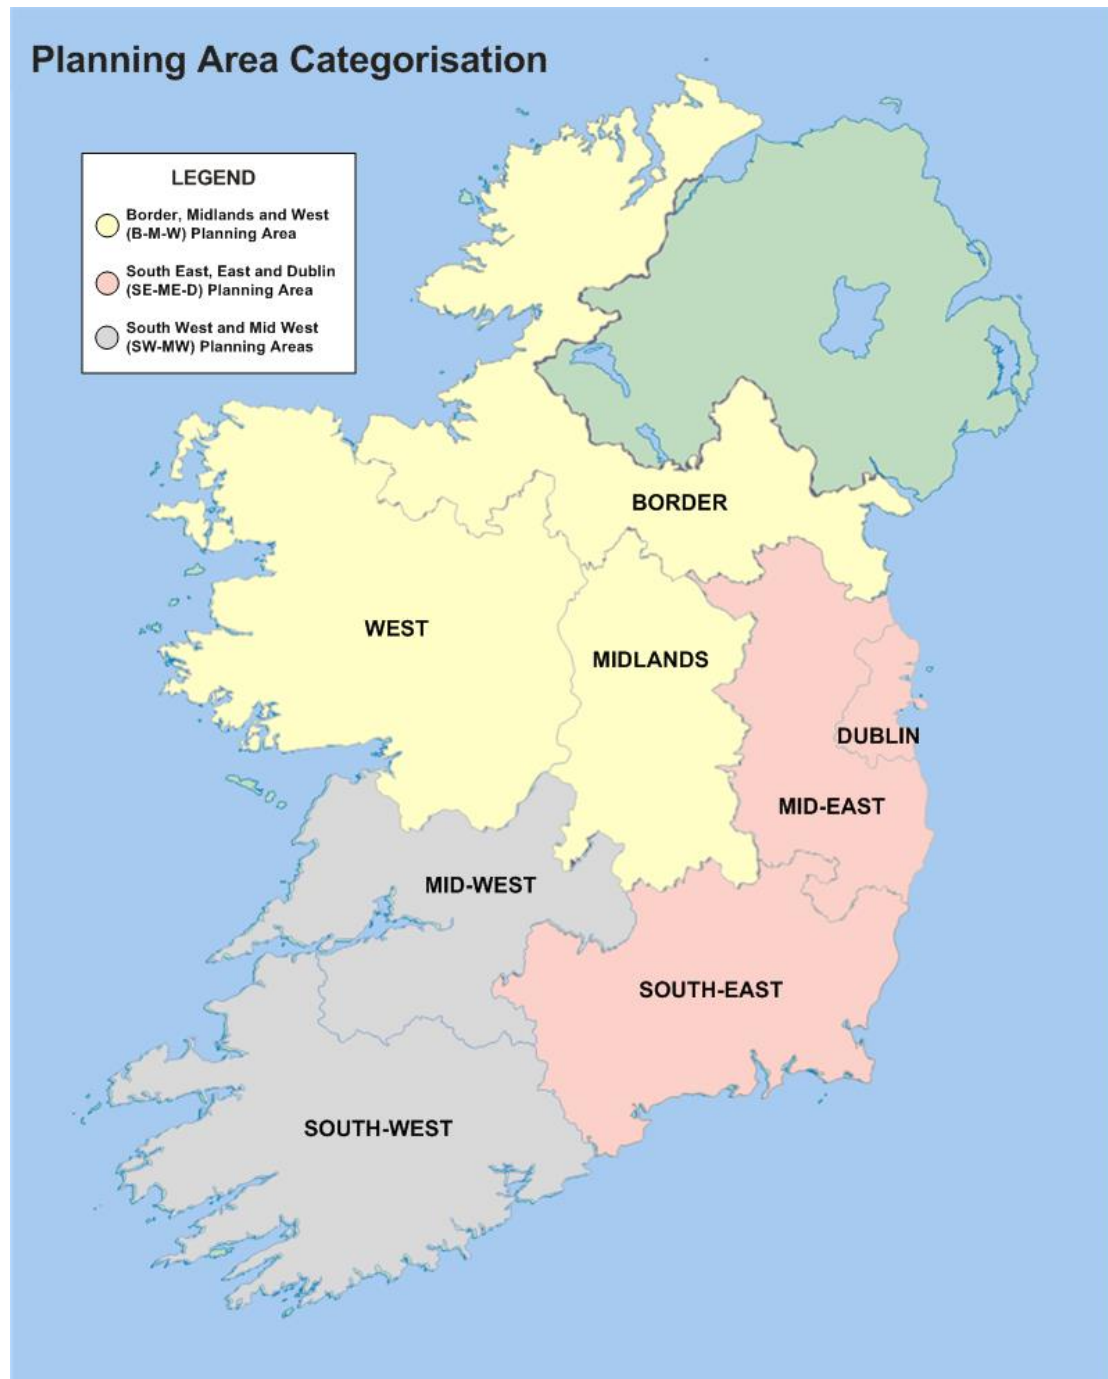 Planning Area Categorisation
LEGEND
Border, Midlands and West
(B-M-W) Planning Area
South East, East and Dublin
(SE-ME-D) Planning Area
South West and Mid West
(SW-MW) Planning Areas
BORDER
WEST
MIDLANDS
DUBLIN
MID-EAST
MID-WEST
SOUTH-EAST
SOUTH-WEST